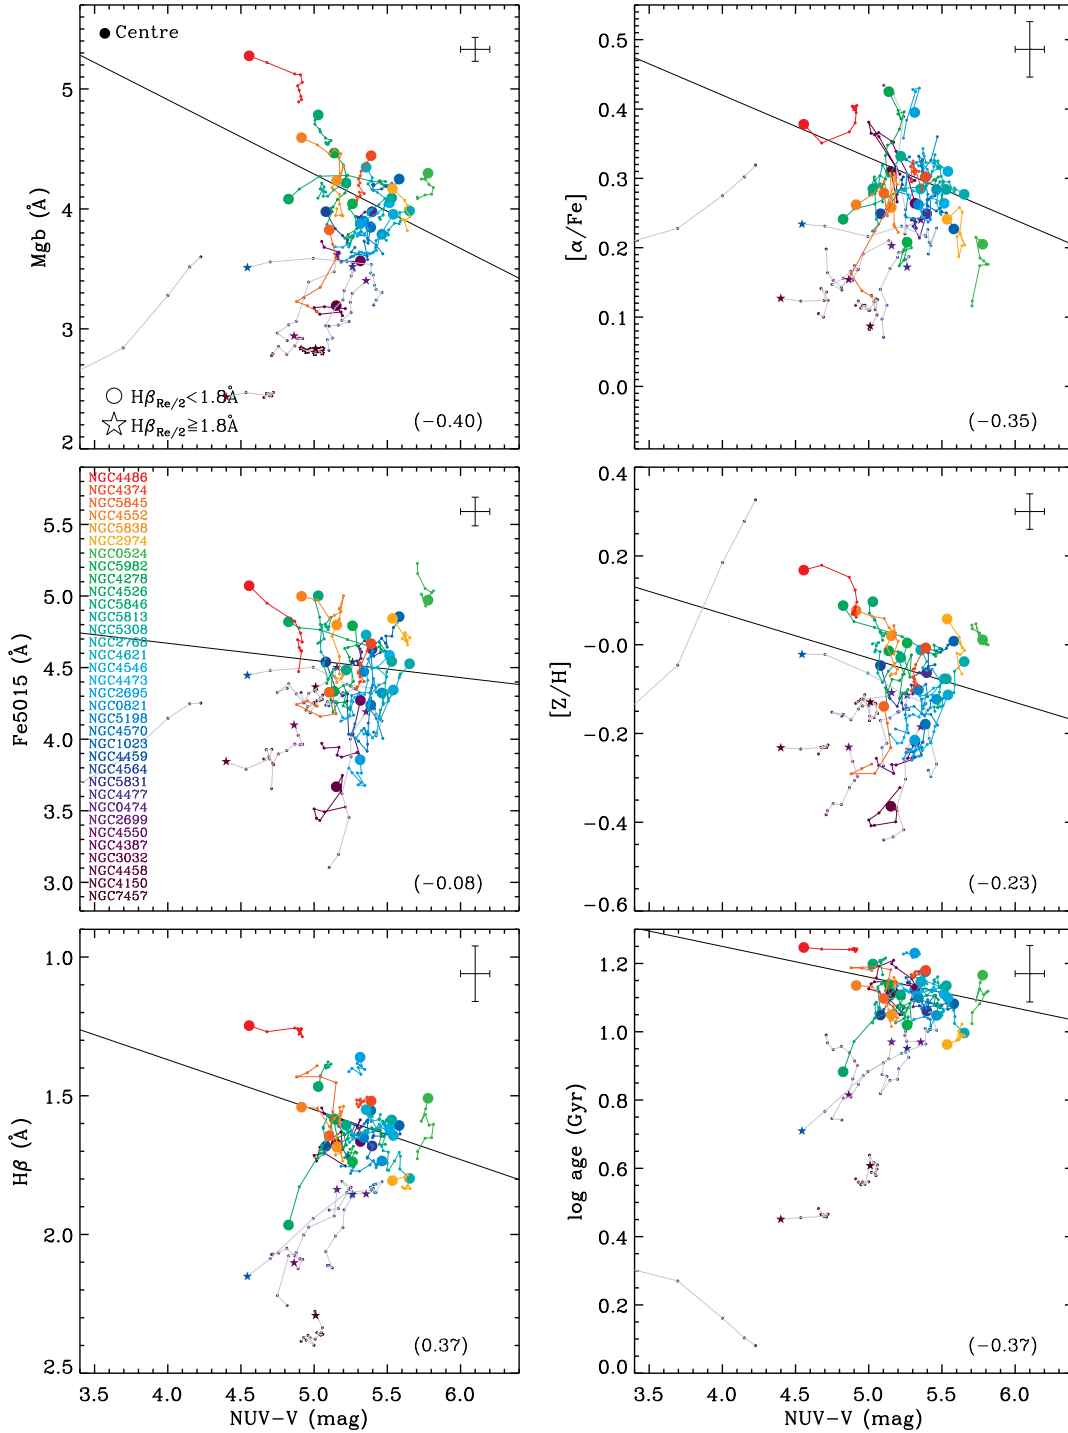 Centre
5
4
3
2
Mgb (Å)
Hβ Re/2 <1.8Å
Hβ Re/2 ≧1.8Å
(−0.40)
0.5
0.4
0.3
0.2
0.1
0.0
[α/Fe]
(−0.35)
NGC4486
NGC4374
NGC5845
NGC4552
NGC5838
NGC2974
NGC0524
NGC5982
NGC4278
NGC4526
NGC5846
NGC5813
NGC5308
NGC2768
NGC4621
NGC4546
NGC4473
NGC2695
NGC0821
NGC5198
NGC4570
NGC1023
NGC4459
NGC4564
NGC5831
NGC4477
NGC0474
NGC2699
NGC4550
NGC4387
NGC3032
NGC4458
NGC4150
NGC7457
5.5
5.0
4.5
4.0
3.5
3.0
Fe5015 (Å)
(−0.08)
0.4
0.2
−0.0
−0.2
−0.4
−0.6
[Z/H]
(−0.23)
1.0
1.5
2.0
2.5
Hβ (Å)
(0.37)
3.5 4.0 4.5 5.0 5.5 6.0
NUV−V (mag)
1.2
1.0
0.8
0.6
0.4
0.2
0.0
log age (Gyr)
(−0.37)
3.5 4.0 4.5 5.0 5.5 6.0
NUV−V (mag)